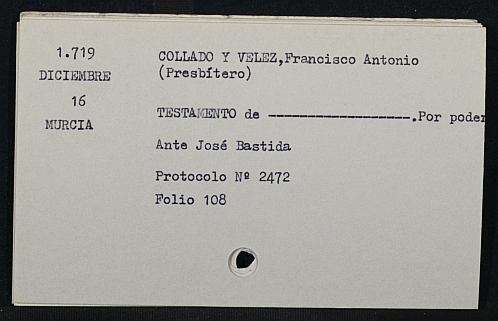 1.719
DICIEMBRE
16
MURCIA
COLLADO Y VELEZ,Francisco Antonio
(Presbítero)
TESTAMENTO de ------------------.Por poder
Ante José Bastida
Protocolo Nº 2472
Folio 108